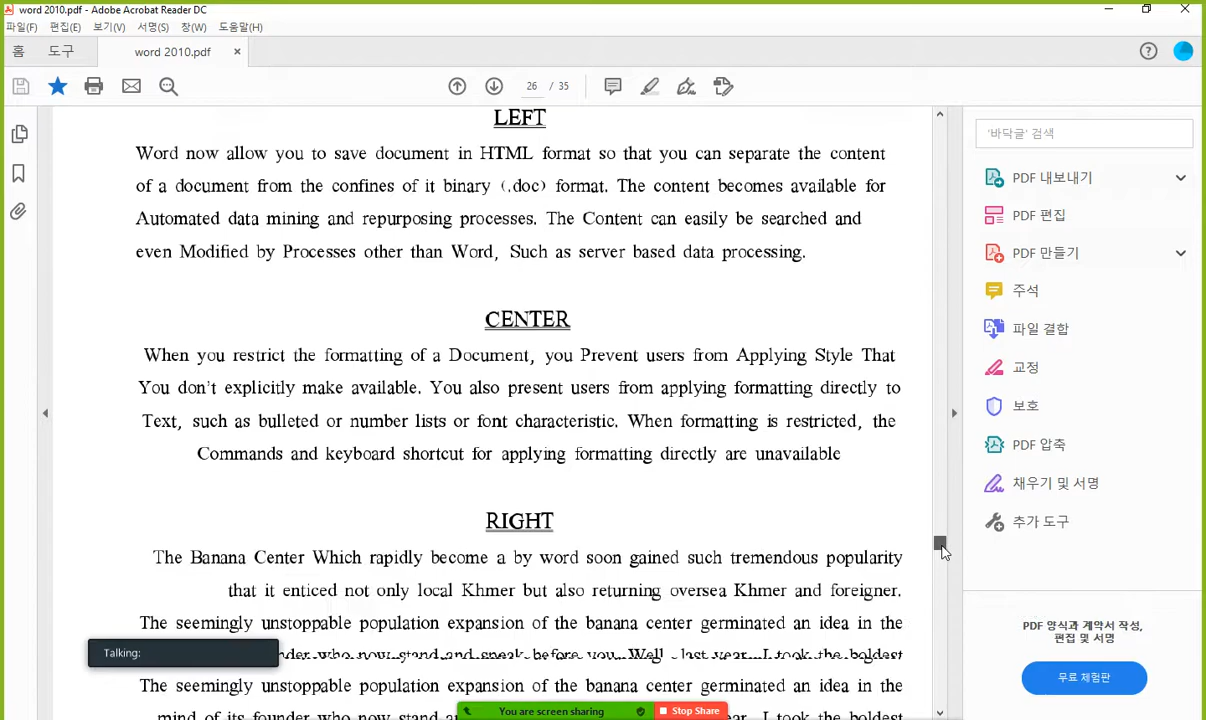 word 2010.pdf - Adobe Acrobat Reader DC
파일(F) 편집(E) 보기(V) 서명(S) 창(W) 도움말(H)
홈 도구 word 2010.pdf ×
26 / 35
LEFT
Word now allow you to save document in HTML format so that you can separate the content
of a document from the confines of it binary (.doc) format. The content becomes available for
Automated data mining and repurposing processes. The Content can easily be searched and
even Modified by Processes other than Word, Such as server based data processing.
CENTER
When you restrict the formatting of a Document, you Prevent users from Applying Style That
You don't explicitly make available. You also present users from applying formatting directly to
Text, such as bulleted or number lists or font characteristic. When formatting is restricted, the
Commands and keyboard shortcut for applying formatting directly are unavailable
RIGHT
The Banana Center Which rapidly become a by word soon gained such tremendous popularity
that it enticed not only local Khmer but also returning oversea Khmer and foreigner.
The seemingly unstoppable population expansion of the banana center germinated an idea in the
who now stand and speak before you. Well last year I took the boldest
The seemingly unstoppable population expansion of the banana center germinated an idea in the
mind of its founder who now stand I took the boldest
Talking:
You are screen sharing
Stop Share
'바닷글' 검색
PDF 내보내기
PDF 편집
PDF 만들기
주석
파일 결합
교정
보호
PDF 압축
채우기 및 서명
추가 도구
PDF 양식과 계약서 작성,
편집 및 서명
무료 체험판